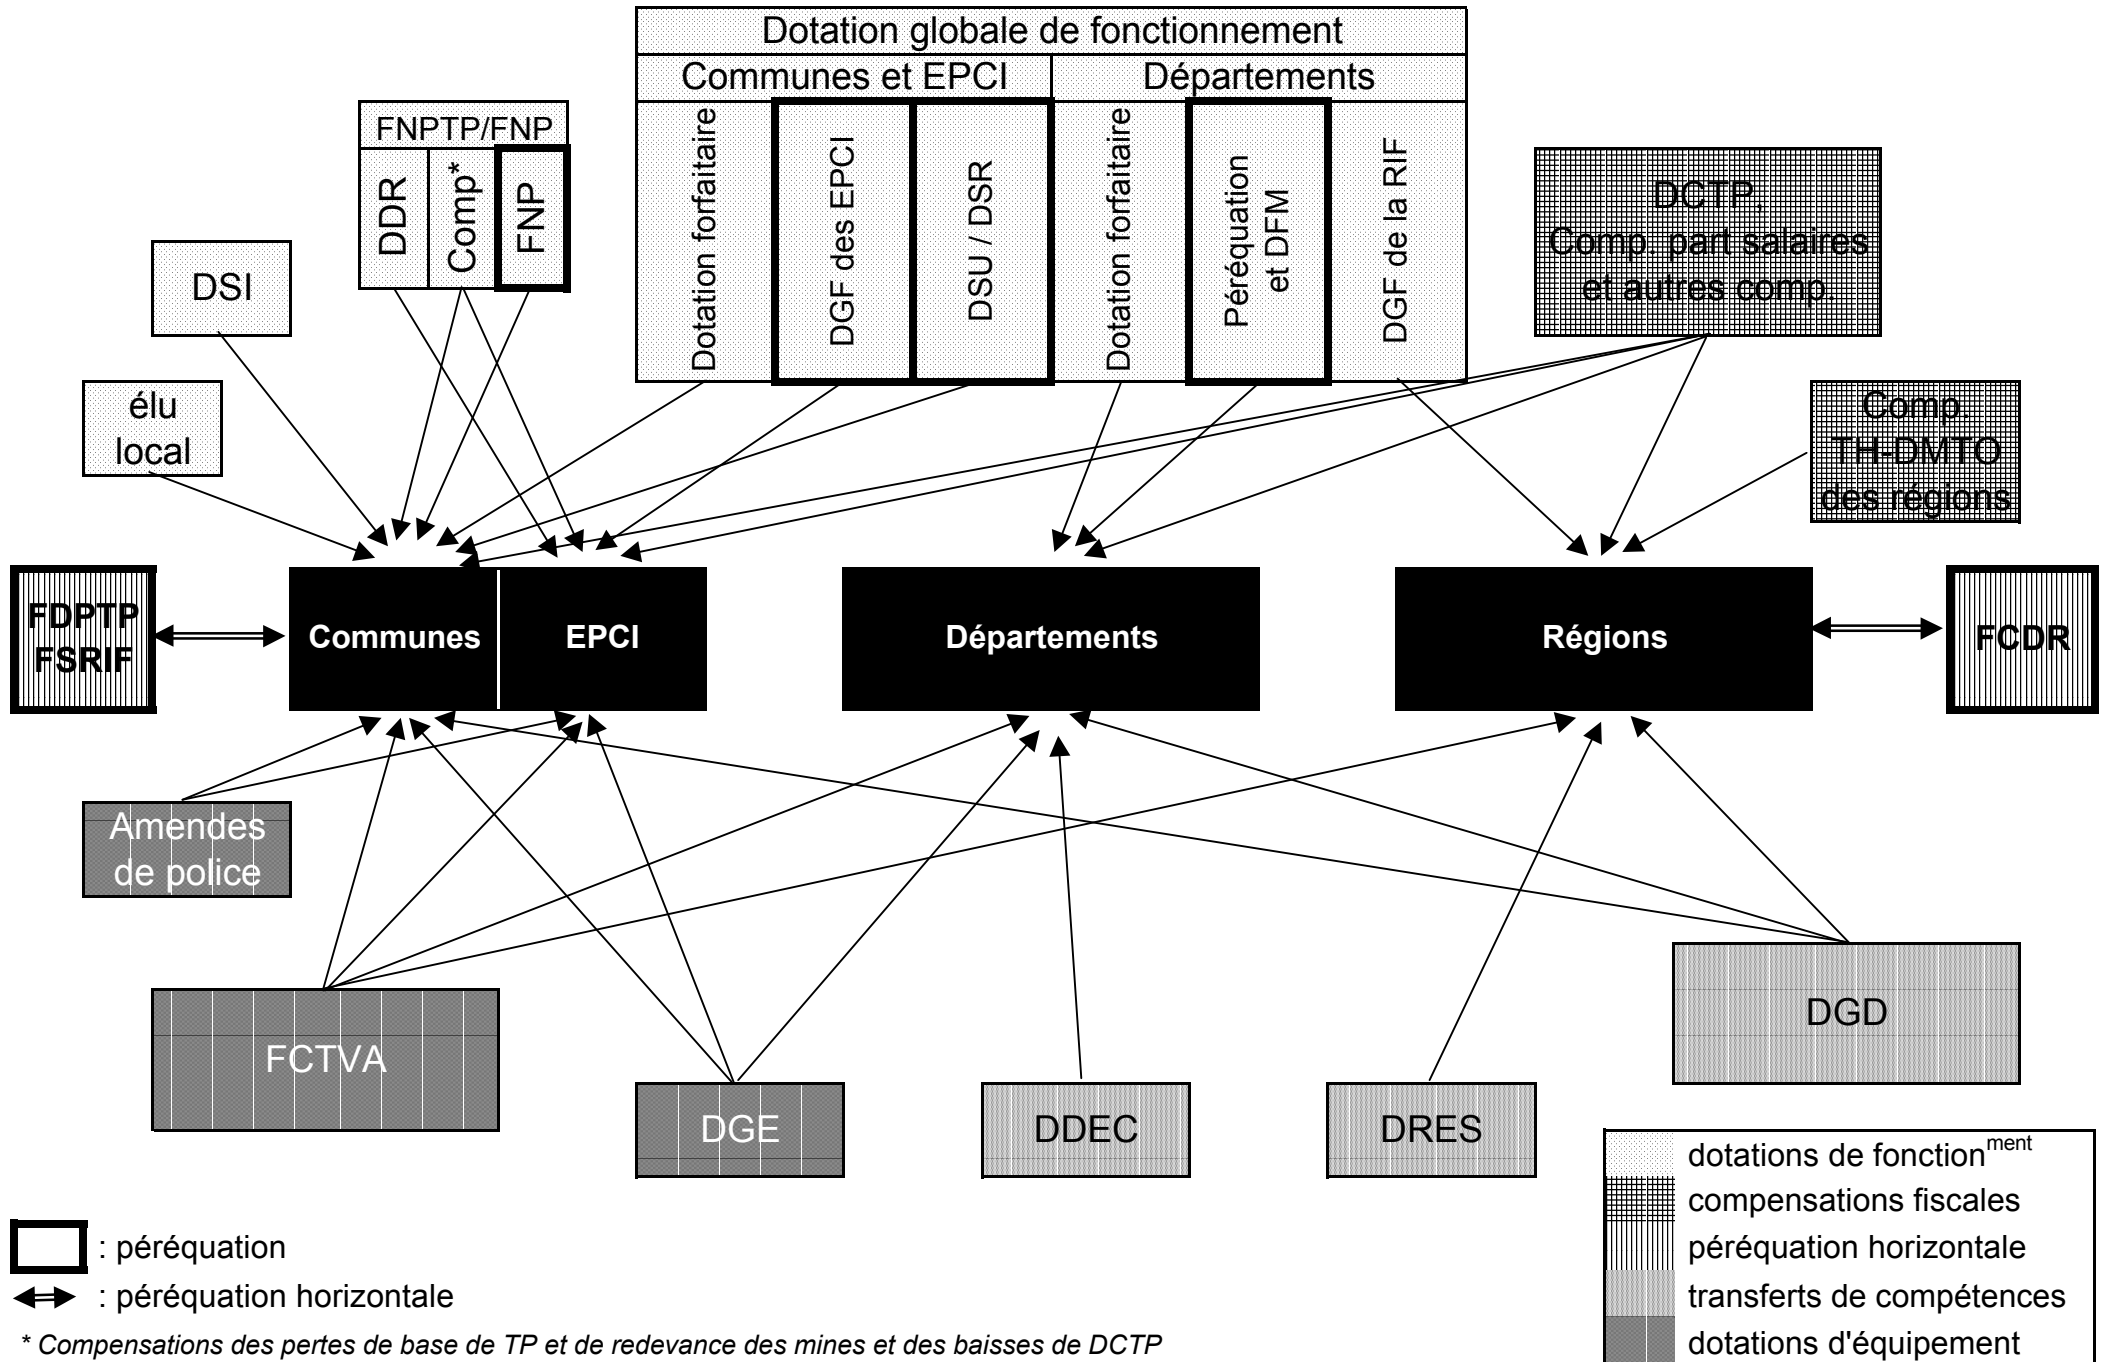 Dotation globale de fonctionnement
Communes et EPCI
Départements
FNPTP/FNP
DDR
Comp*
FNP
Dotation forfaitaire
DGF des EPCI
DSU / DSR
Dotation forfaitaire
Péréquation
et DFM
DGF de la RIF
DCTP,
Comp. part salaires
et autres comp.
DSI
élu
local
Comp.
TH-DMTO
des régions
FDPTP
FSRIF
Communes
EPCI
Départements
Régions
FCDR
Amendes
de police
FCTVA
DGE
DDEC
DRES
DGD
dotations de fonctionment
compensations fiscales
péréquation horizontale
transferts de compétences
dotations d'équipement
: péréquation
: péréquation horizontale
* Compensations des pertes de base de TP et de redevance des mines et des baisses de DCTP